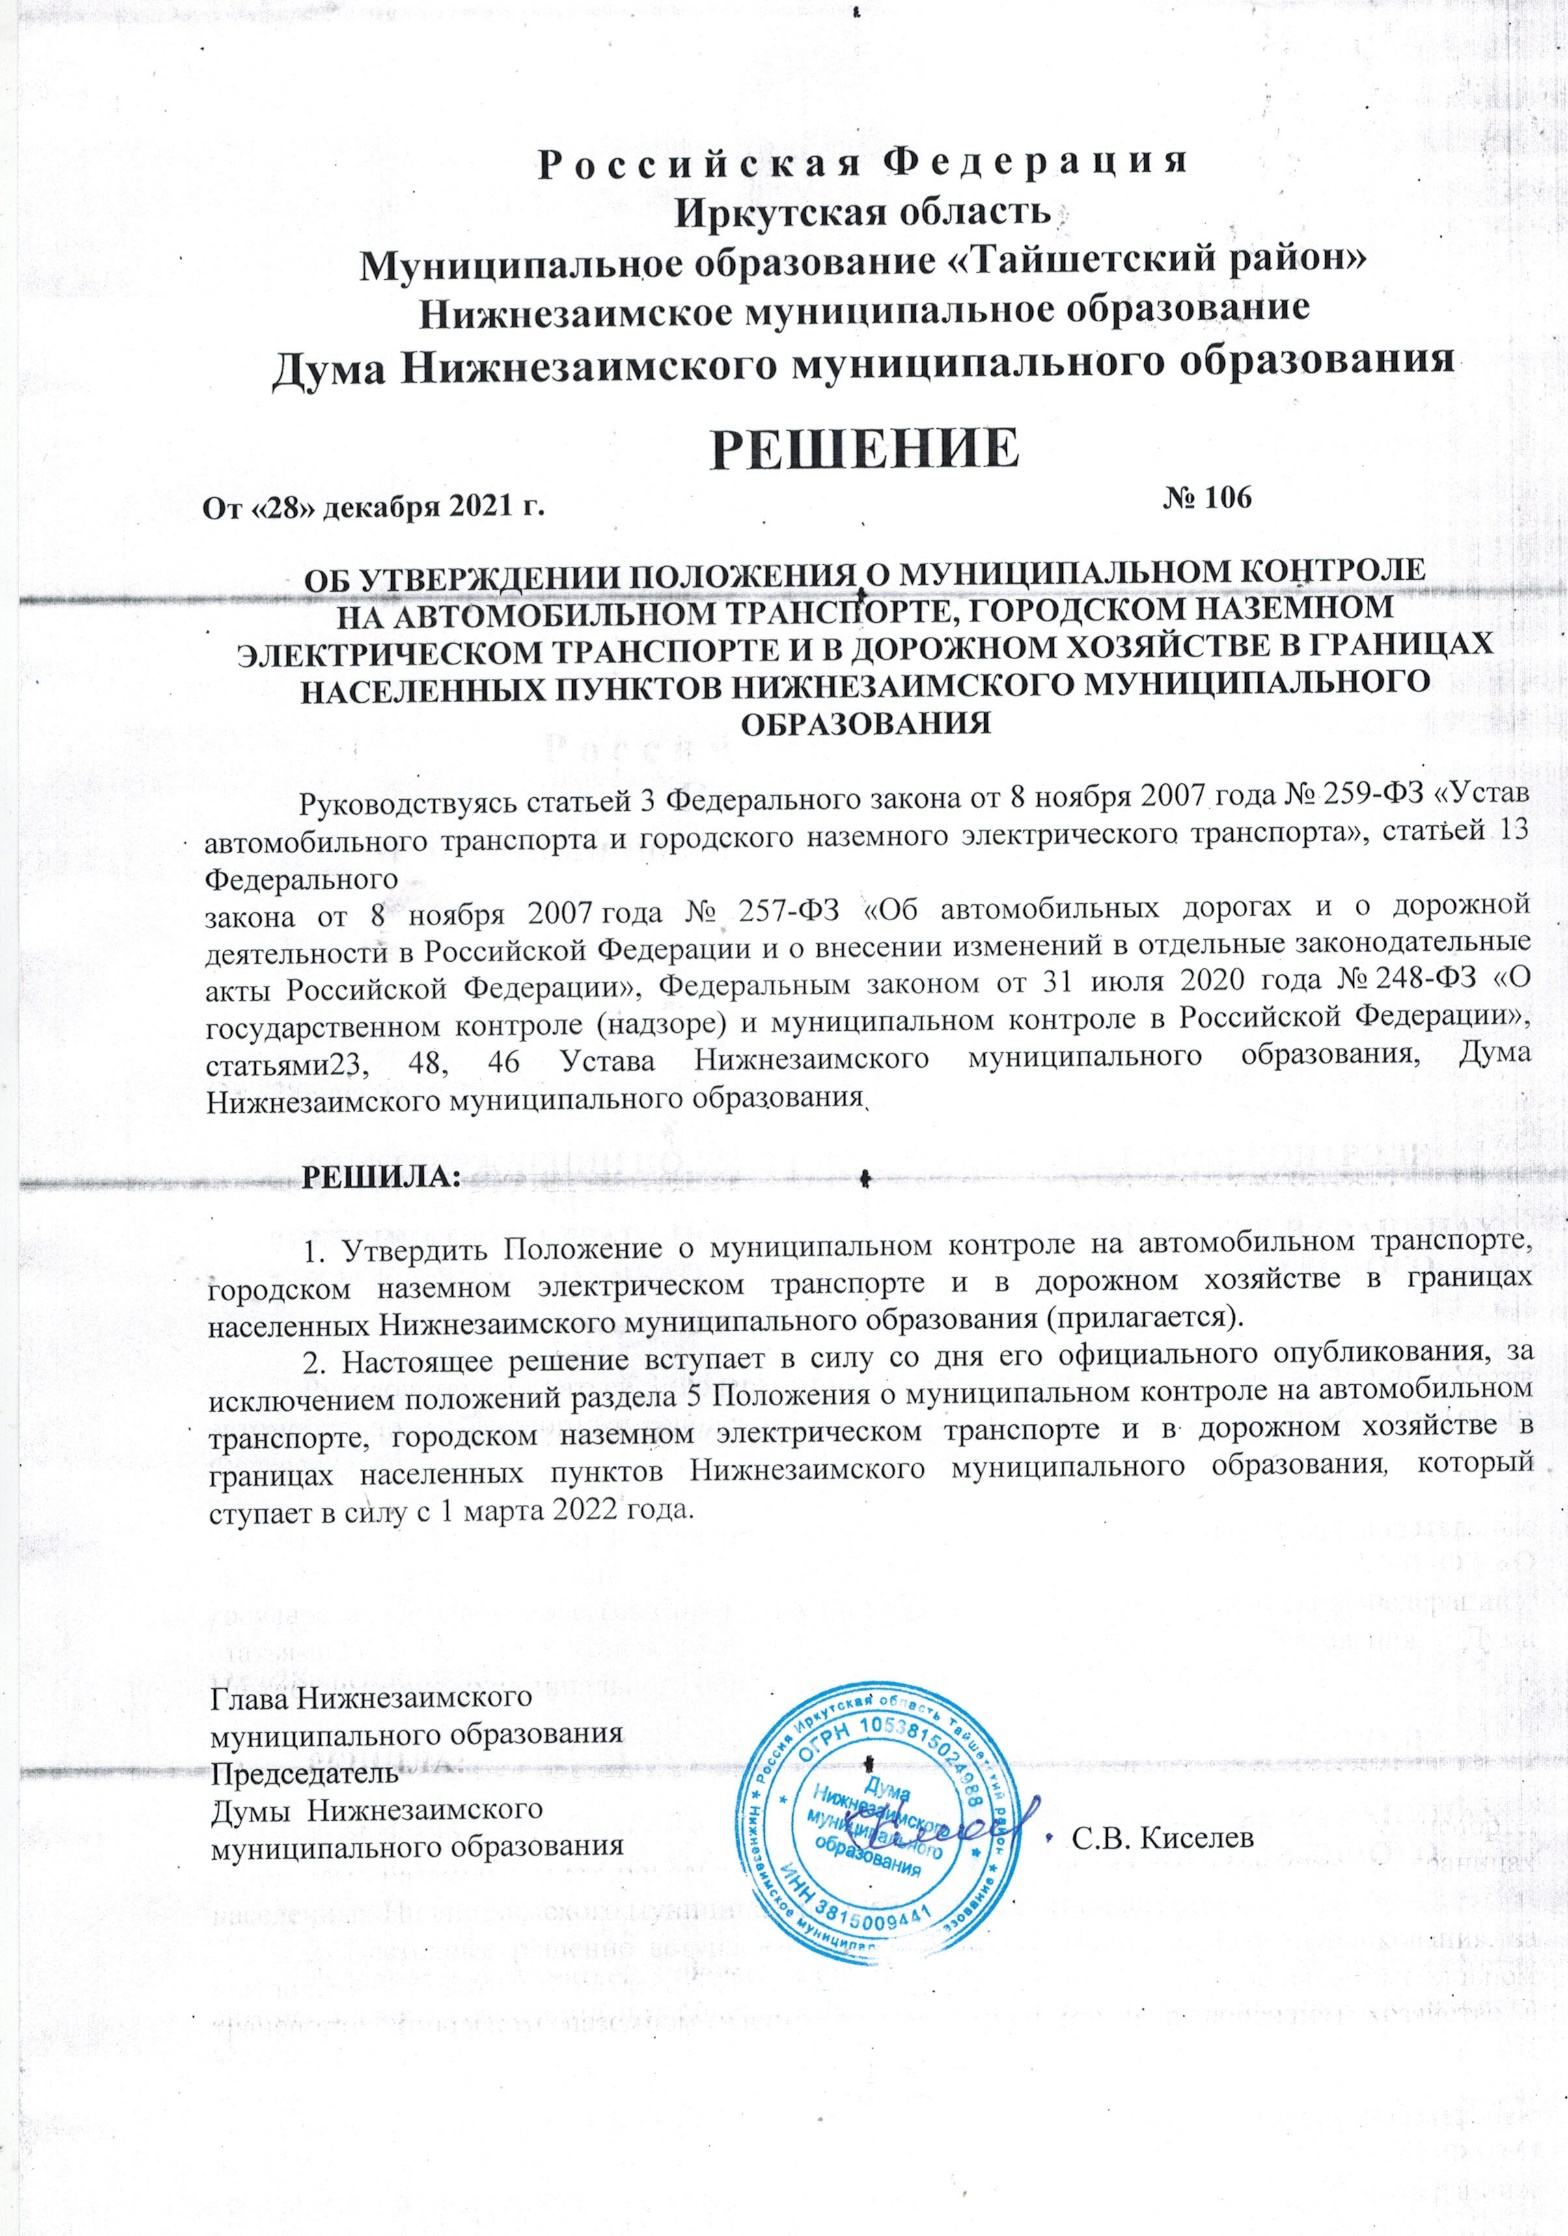 Российская Федерация
Иркутская область
Муниципальное образование «Тайшетский район»
Нижнезаимское муниципальное образование
Дума Нижнезаимского муниципального образования
РЕШЕНИЕ
От «28» декабря 2021 г. № 106
ОБ УТВЕРЖДЕНИИ ПОЛОЖЕНИЯ О МУНИЦИПАЛЬНОМ КОНТРОЛЕ
НА АВТОМОБИЛЬНОМ ТРАНСПОРТЕ, ГОРОДСКОМ НАЗЕМНОМ
ЭЛЕКТРИЧЕСКОМ ТРАНСПОРТЕ И В ДОРОЖНОМ ХОЗЯЙСТВЕ В ГРАНИЦАХ
НАСЕЛЕННЫХ ПУНКТОВ НИЖНЕЗАИМСКОГО МУНИЦИПАЛЬНОГО
ОБРАЗОВАНИЯ
Руководствуясь статьей 3 Федерального закона от 8 ноября 2007 года № 259-ФЗ «Устав
автомобильного транспорта и городского наземного электрического транспорта», статьей 13
Федерального
закона от 8 ноября 2007 года № 257-ФЗ «Об автомобильных дорогах и о дорожной
деятельности в Российской Федерации и о внесении изменений в отдельные законодательные
акты Российской Федерации», Федеральным законом от 31 июля 2020 года № 248-ФЗ «О
государственном контроле (надзоре) и муниципальном контроле в Российской Федерации»,
статьями23, 48, 46 Устава Нижнезаимского муниципального образования, Дума
Нижнезаимского муниципального образования
РЕШИЛА:
1. Утвердить Положение о муниципальном контроле на автомобильном транспорте,
городском наземном электрическом транспорте и в дорожном хозяйстве в границах
населенных Нижнезаимского муниципального образования (прилагается).
2. Настоящее решение вступает в силу со дня его официального опубликования, за
исключением положений раздела 5 Положения о муниципальном контроле на автомобильном
транспорте, городском наземном электрическом транспорте и в дорожном хозяйстве в
границах населенных пунктов Нижнезаимского муниципального образования, который
ступает в силу с 1 марта 2022 года.
Глава Нижнезаимского
муниципального образования
Председатель
Думы Нижнезаимского
муниципального образования
С.В. Киселев
Россия Иркутская область Тайшетский район
Нижнезаимское
ОГРН 1053815024988
Дума
Нижнезаимского
муниципального
образования
ИНН 3815009441